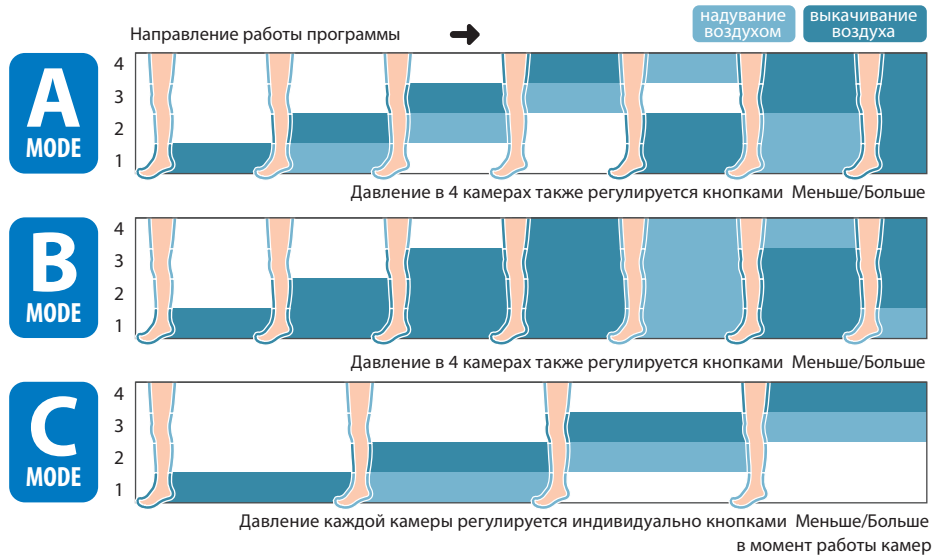 Направление работы программы
надувание
воздухом
выкачивание
воздуха
A
MODE
4
3
2
1
Давление в 4 камерах также регулируется кнопками Меньше/Больше
B
MODE
4
3
2
1
Давление в 4 камерах также регулируется кнопками Меньше/Больше
C
MODE
4
3
2
1
Давление каждой камеры регулируется индивидуально кнопками Меньше/Больше
в момент работы камер